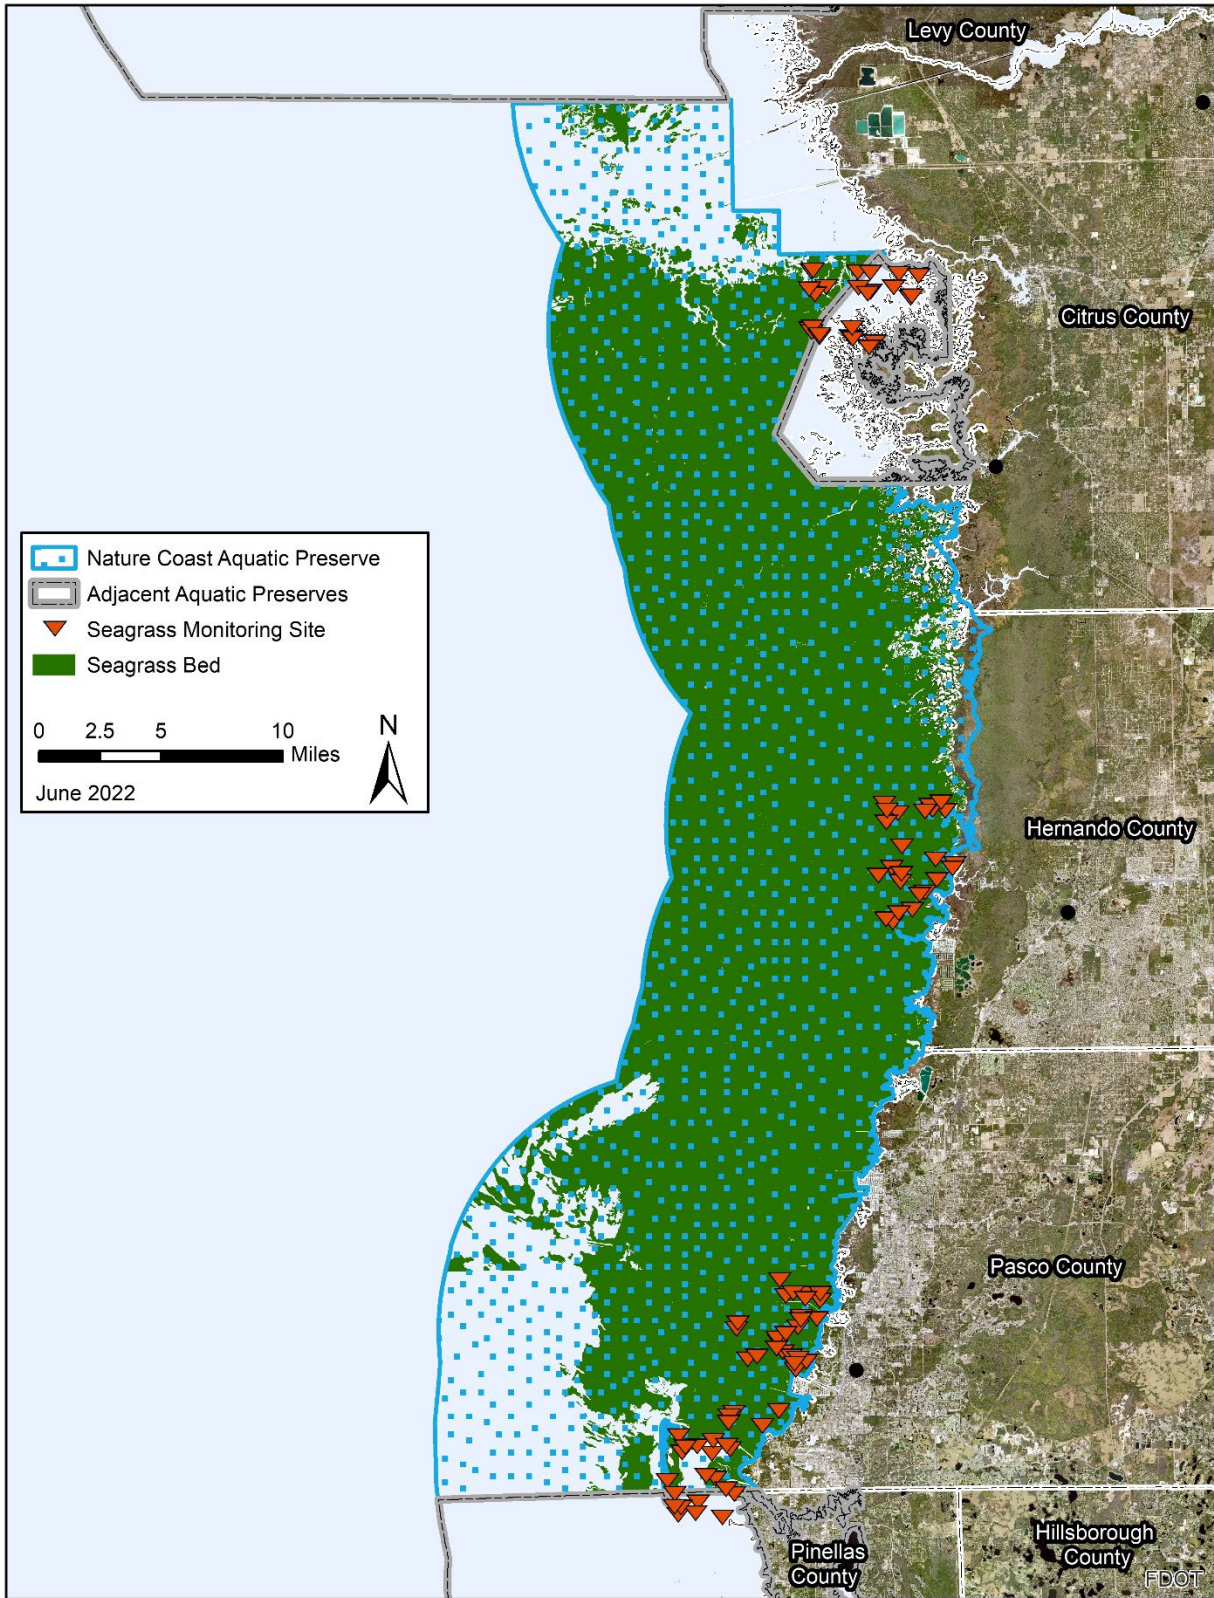 Levy County
Citrus County
Nature Coast Aquatic Preserve
Adjacent Aquatic Preserves
Seagrass Monitoring Site
Seagrass Bed
0 2.5 5 10
Miles
N
June 2022
Hernando County
Pasco County
Hillsborough
County
Pinellas
County
FDOT